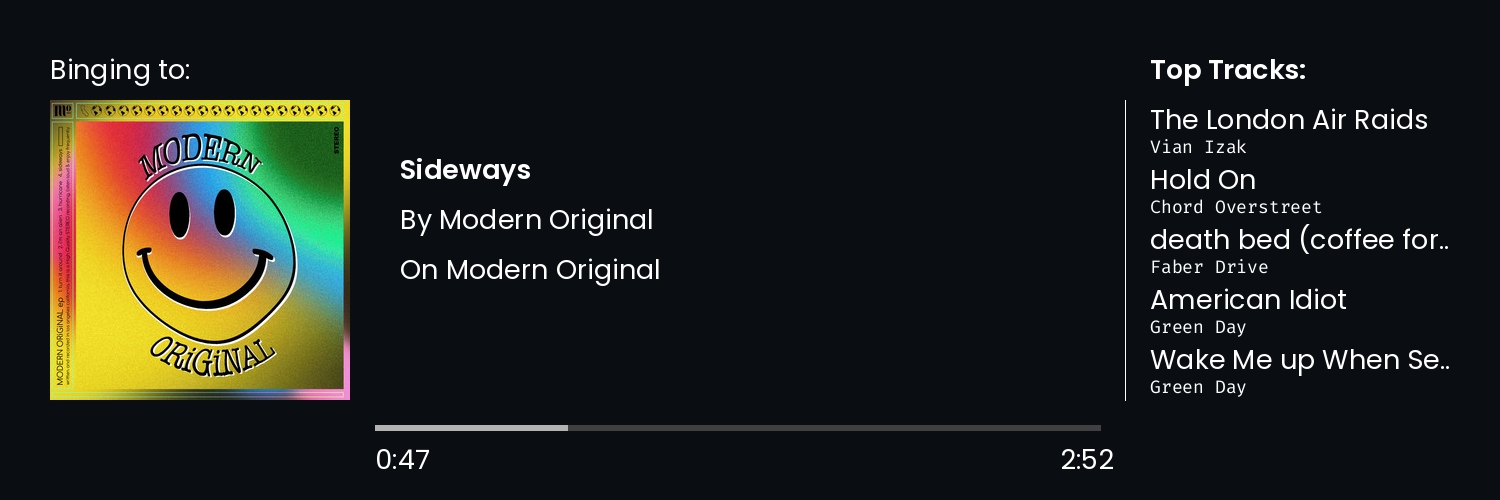 Binging to:
mo
MODERN
ORiGiNAL
STEREO
MODERN ORIGINAL ep
Sideways
By Modern Original
On Modern Original
0:47
2:52
Top Tracks:
The London Air Raids
Vian Izak
Hold On
Chord Overstreet
death bed (coffee for..
Faber Drive
American Idiot
Green Day
Wake Me up When Se..
Green Day